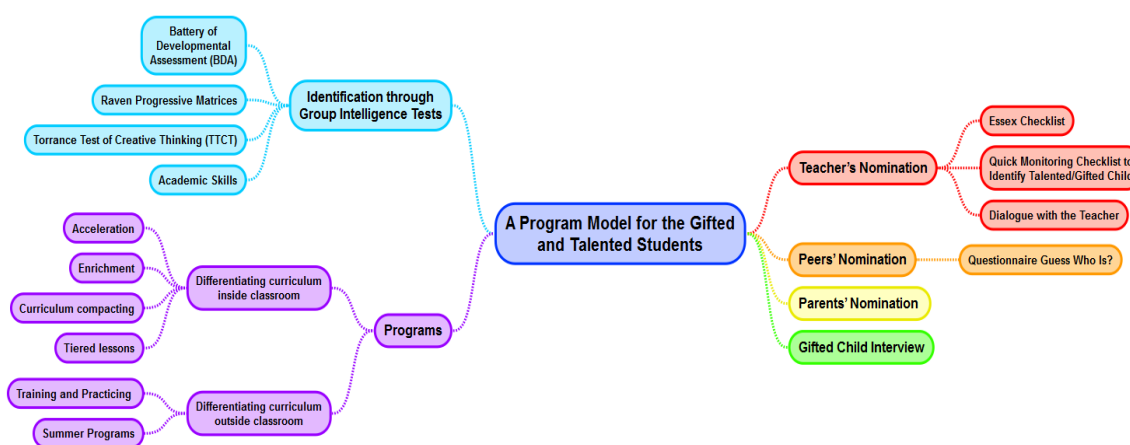 A Program Model for the Gifted
and Talented Students
Identification through
Group Intelligence Tests
Battery of
Developmental
Assessment (BDA)
Raven Progressive Matrices
Torrance Test of Creative Thinking (TTCT)
Academic Skills
Programs
Differentiating curriculum
inside classroom
Acceleration
Enrichment
Curriculum compacting
Tiered lessons
Differentiating curriculum
outside classroom
Training and Practicing
Summer Programs
Teacher's Nomination
Essex Checklist
Quick Monitoring Checklist to
Identify Talented/Gifted Child
Dialogue with the Teacher
Peers' Nomination
Questionnaire Guess Who Is?
Parents' Nomination
Gifted Child Interview